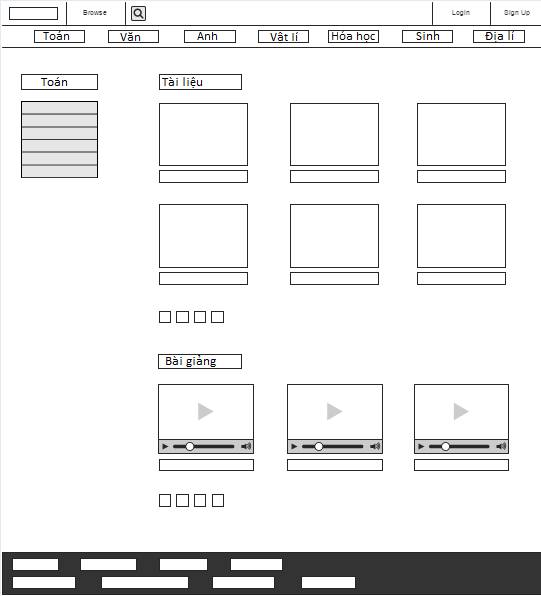 Browse Login Sign Up
Toán Văn Anh Vật lí Hóa học Sinh Địa lí
Toán
Tài liệu
Bài giảng